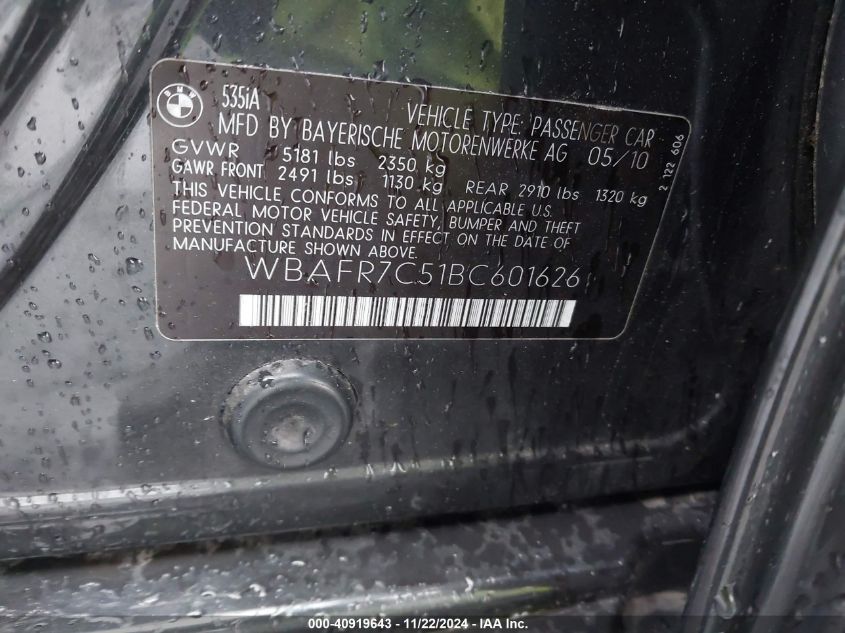 BMW
535iA
VEHICLE TYPE: PASSENGER CAR
MFD BY BAYERISCHE MOTORENWERKE AG 05/10
GVWR 5181 lbs 2350 kg
GAWR FRONT 2491 lbs 1130 kg REAR 2910 lbs 1320 kg
THIS VEHICLE CONFORMS TO ALL APPLICABLE U.S.
FEDERAL MOTOR VEHICLE SAFETY, BUMPER AND THEFT
PREVENTION STANDARDS IN EFFECT ON THE DATE OF
MANUFACTURE SHOWN ABOVE.
WBAFR7C51BC601626
2 122 606
000-40919643 - 11/22/2024 - IAA Inc.